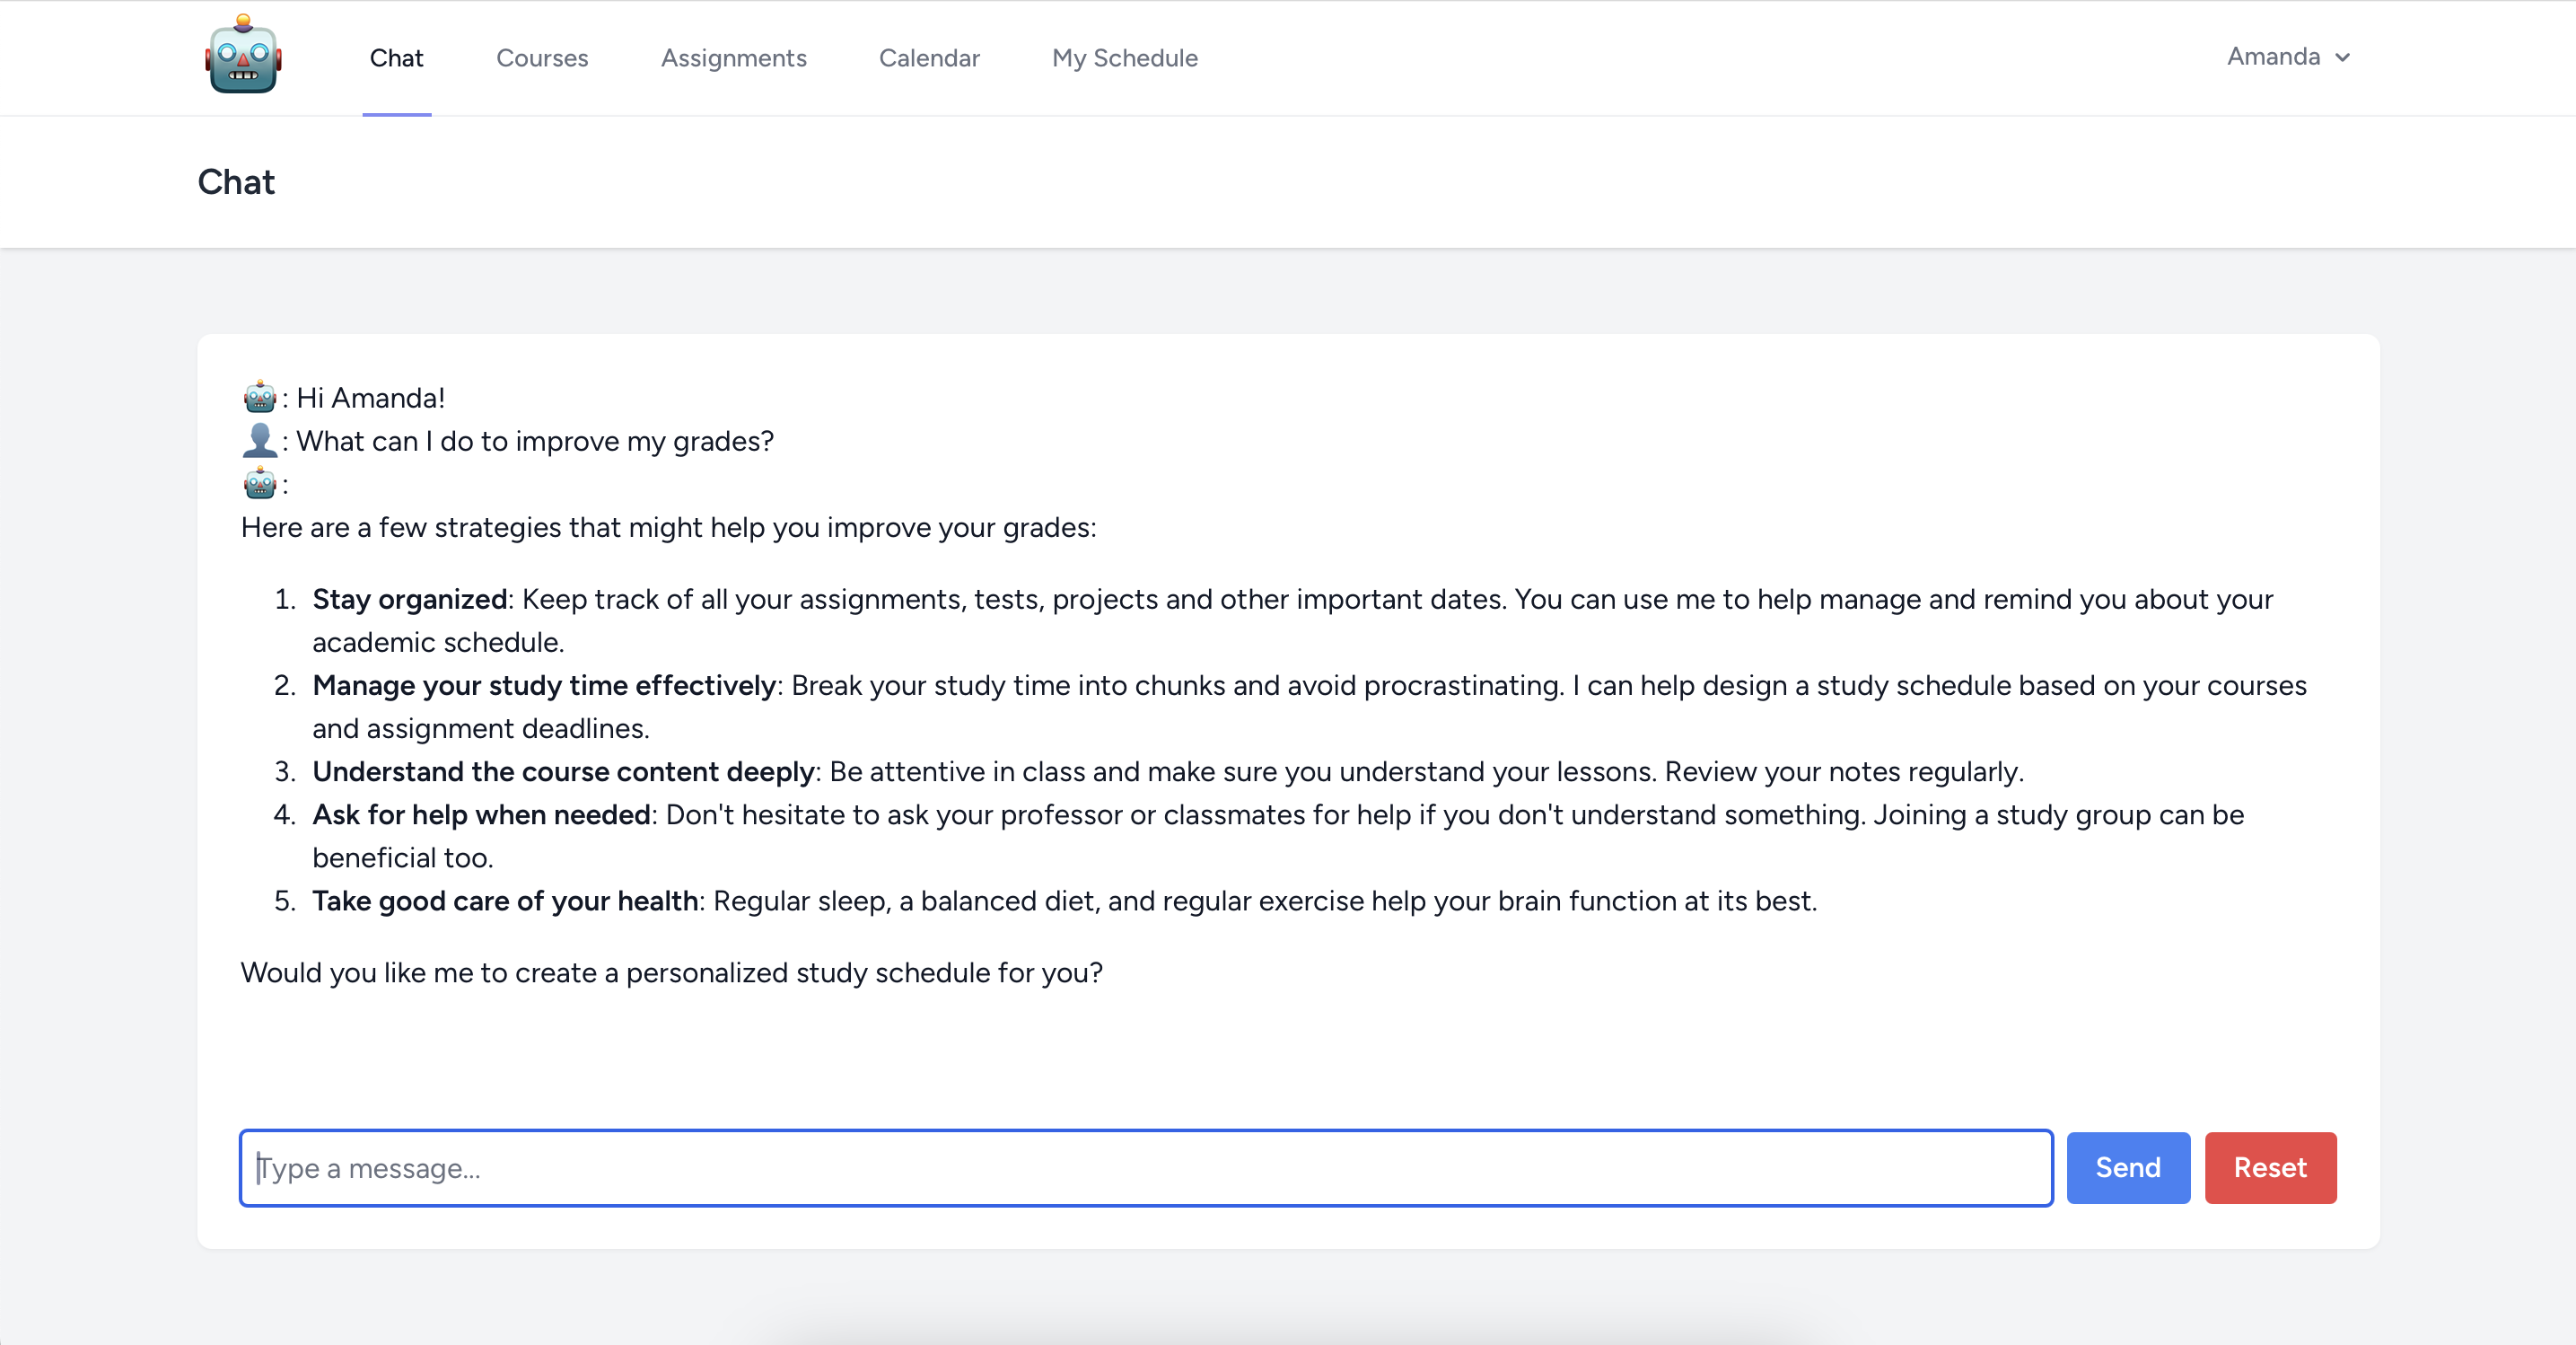 Chat Courses Assignments Calendar My Schedule Amanda
Chat
: Hi Amanda!
: What can I do to improve my grades?
:
Here are a few strategies that might help you improve your grades:
1. Stay organized: Keep track of all your assignments, tests, projects and other important dates. You can use me to help manage and remind you about your
academic schedule.
2. Manage your study time effectively: Break your study time into chunks and avoid procrastinating. I can help design a study schedule based on your courses
and assignment deadlines.
3. Understand the course content deeply: Be attentive in class and make sure you understand your lessons. Review your notes regularly.
4. Ask for help when needed: Don't hesitate to ask your professor or classmates for help if you don't understand something. Joining a study group can be
beneficial too.
5. Take good care of your health: Regular sleep, a balanced diet, and regular exercise help your brain function at its best.
Would you like me to create a personalized study schedule for you?
Type a message... Send Reset